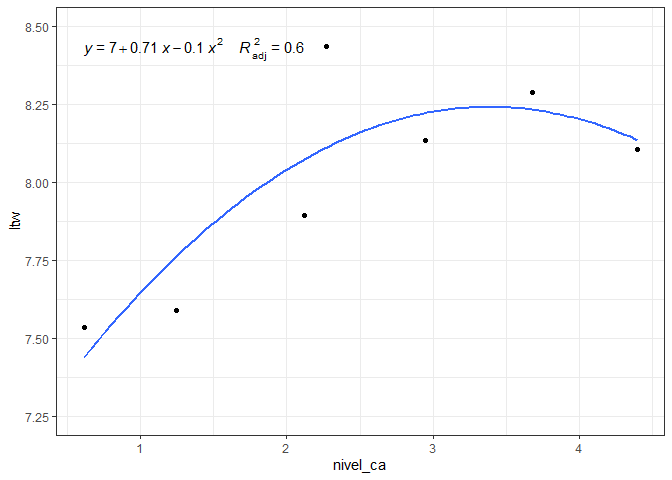 8.50
y = 7 + 0.71 x − 0.1 x² R²adj = 0.6
8.25
8.00
7.75
7.50
7.25
ltw
1 2 3 4
nivel_ca